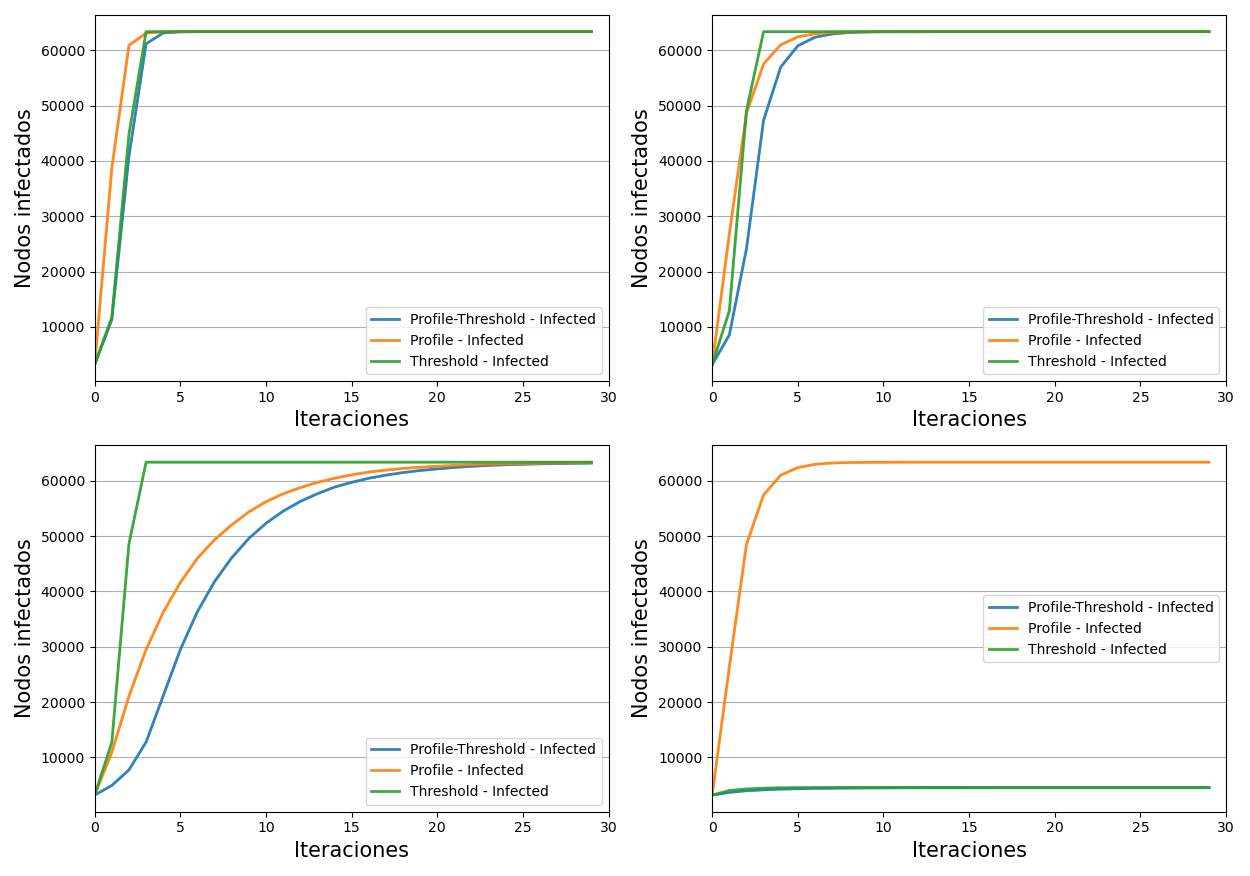 60000
50000
40000
30000
20000
10000
Nodos infectados
0 5 10 15 20 25 30
Iteraciones
Profile-Threshold - Infected
Profile - Infected
Threshold - Infected
60000
50000
40000
30000
20000
10000
Nodos infectados
0 5 10 15 20 25 30
Iteraciones
Profile-Threshold - Infected
Profile - Infected
Threshold - Infected
60000
50000
40000
30000
20000
10000
Nodos infectados
0 5 10 15 20 25 30
Iteraciones
Profile-Threshold - Infected
Profile - Infected
Threshold - Infected
60000
50000
40000
30000
20000
10000
Nodos infectados
0 5 10 15 20 25 30
Iteraciones
Profile-Threshold - Infected
Profile - Infected
Threshold - Infected